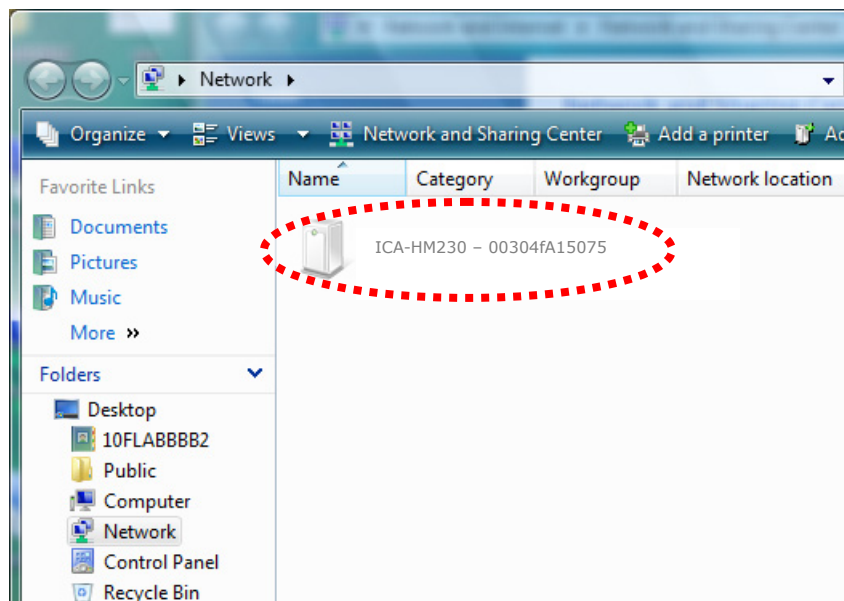 Network
Organize Views Network and Sharing Center Add a printer
Favorite Links
Documents
Pictures
Music
More »
Folders
Desktop
10FLABBBB2
Public
Computer
Network
Control Panel
Recycle Bin
Name Category Workgroup Network location
ICA-HM230 – 00304fA15075